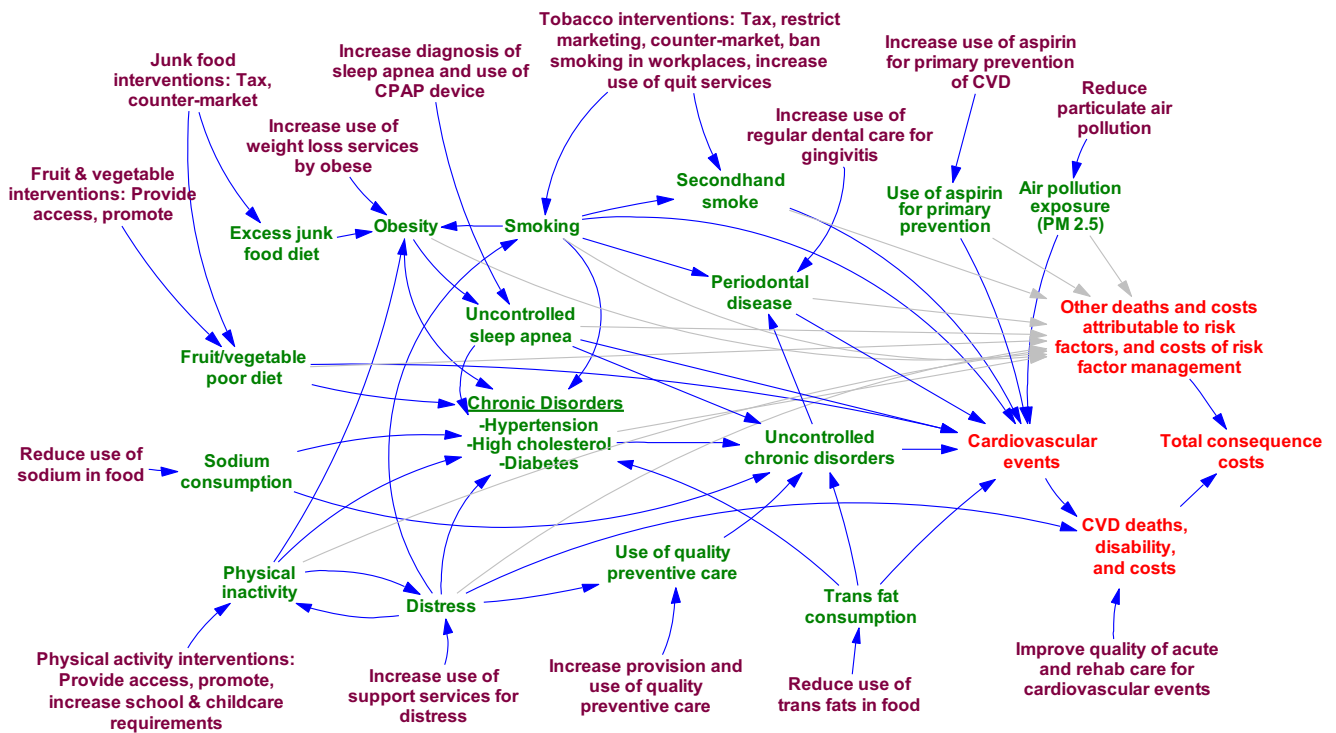 Tobacco interventions: Tax, restrict
marketing, counter-market, ban
smoking in workplaces, increase
use of quit services
Increase diagnosis of
sleep apnea and use of
CPAP device
Junk food
interventions: Tax,
counter-market
Increase use of aspirin
for primary prevention
of CVD
Reduce
particulate air
pollution
Increase use of
weight loss services
by obese
Increase use of
regular dental care for
gingivitis
Fruit & vegetable
interventions: Provide
access, promote
Secondhand
smoke
Use of aspirin
for primary
prevention
Air pollution
exposure
(PM 2.5)
Excess junk
food diet
Obesity
Smoking
Periodontal
disease
Uncontrolled
sleep apnea
Other deaths and costs
attributable to risk
factors, and costs of risk
factor management
Fruit/vegetable
poor diet
Chronic Disorders
-Hypertension
-High cholesterol
-Diabetes
Uncontrolled
chronic disorders
Cardiovascular
events
Total consequence
costs
Reduce use of
sodium in food
Sodium
consumption
CVD deaths,
disability,
and costs
Physical
inactivity
Distress
Use of quality
preventive care
Trans fat
consumption
Physical activity interventions:
Provide access, promote,
increase school & childcare
requirements
Increase use of
support services for
distress
Increase provision and
use of quality
preventive care
Reduce use of
trans fats in food
Improve quality of acute
and rehab care for
cardiovascular events